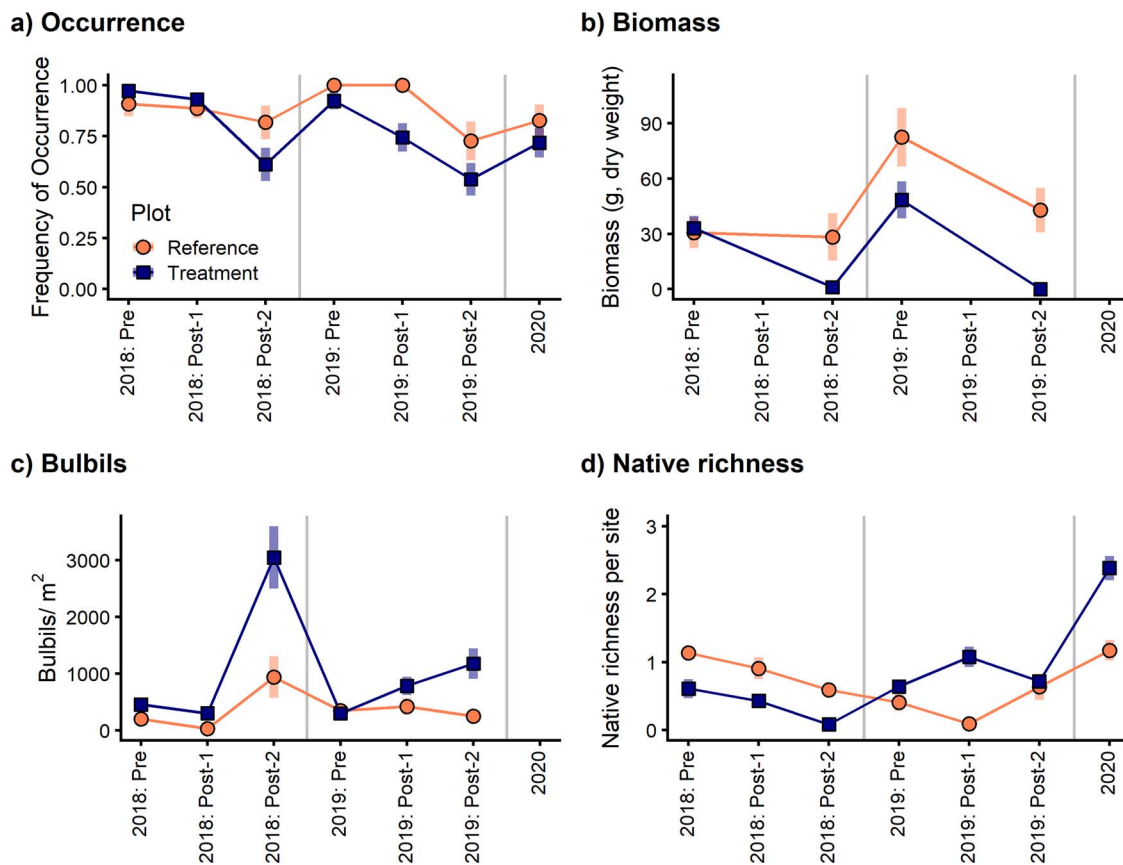 a) Occurrence
Frequency of Occurrence
1.00
0.75
0.50
0.25
0.00
Plot
Reference
Treatment
2018: Pre
2018: Post-1
2018: Post-2
2019: Pre
2019: Post-1
2019: Post-2
2020
b) Biomass
Biomass (g, dry weight)
90
60
30
0
2018: Pre
2018: Post-1
2018: Post-2
2019: Pre
2019: Post-1
2019: Post-2
2020
c) Bulbils
Bulbils/ m²
3000
2000
1000
0
2018: Pre
2018: Post-1
2018: Post-2
2019: Pre
2019: Post-1
2019: Post-2
2020
d) Native richness
Native richness per site
3
2
1
0
2018: Pre
2018: Post-1
2018: Post-2
2019: Pre
2019: Post-1
2019: Post-2
2020